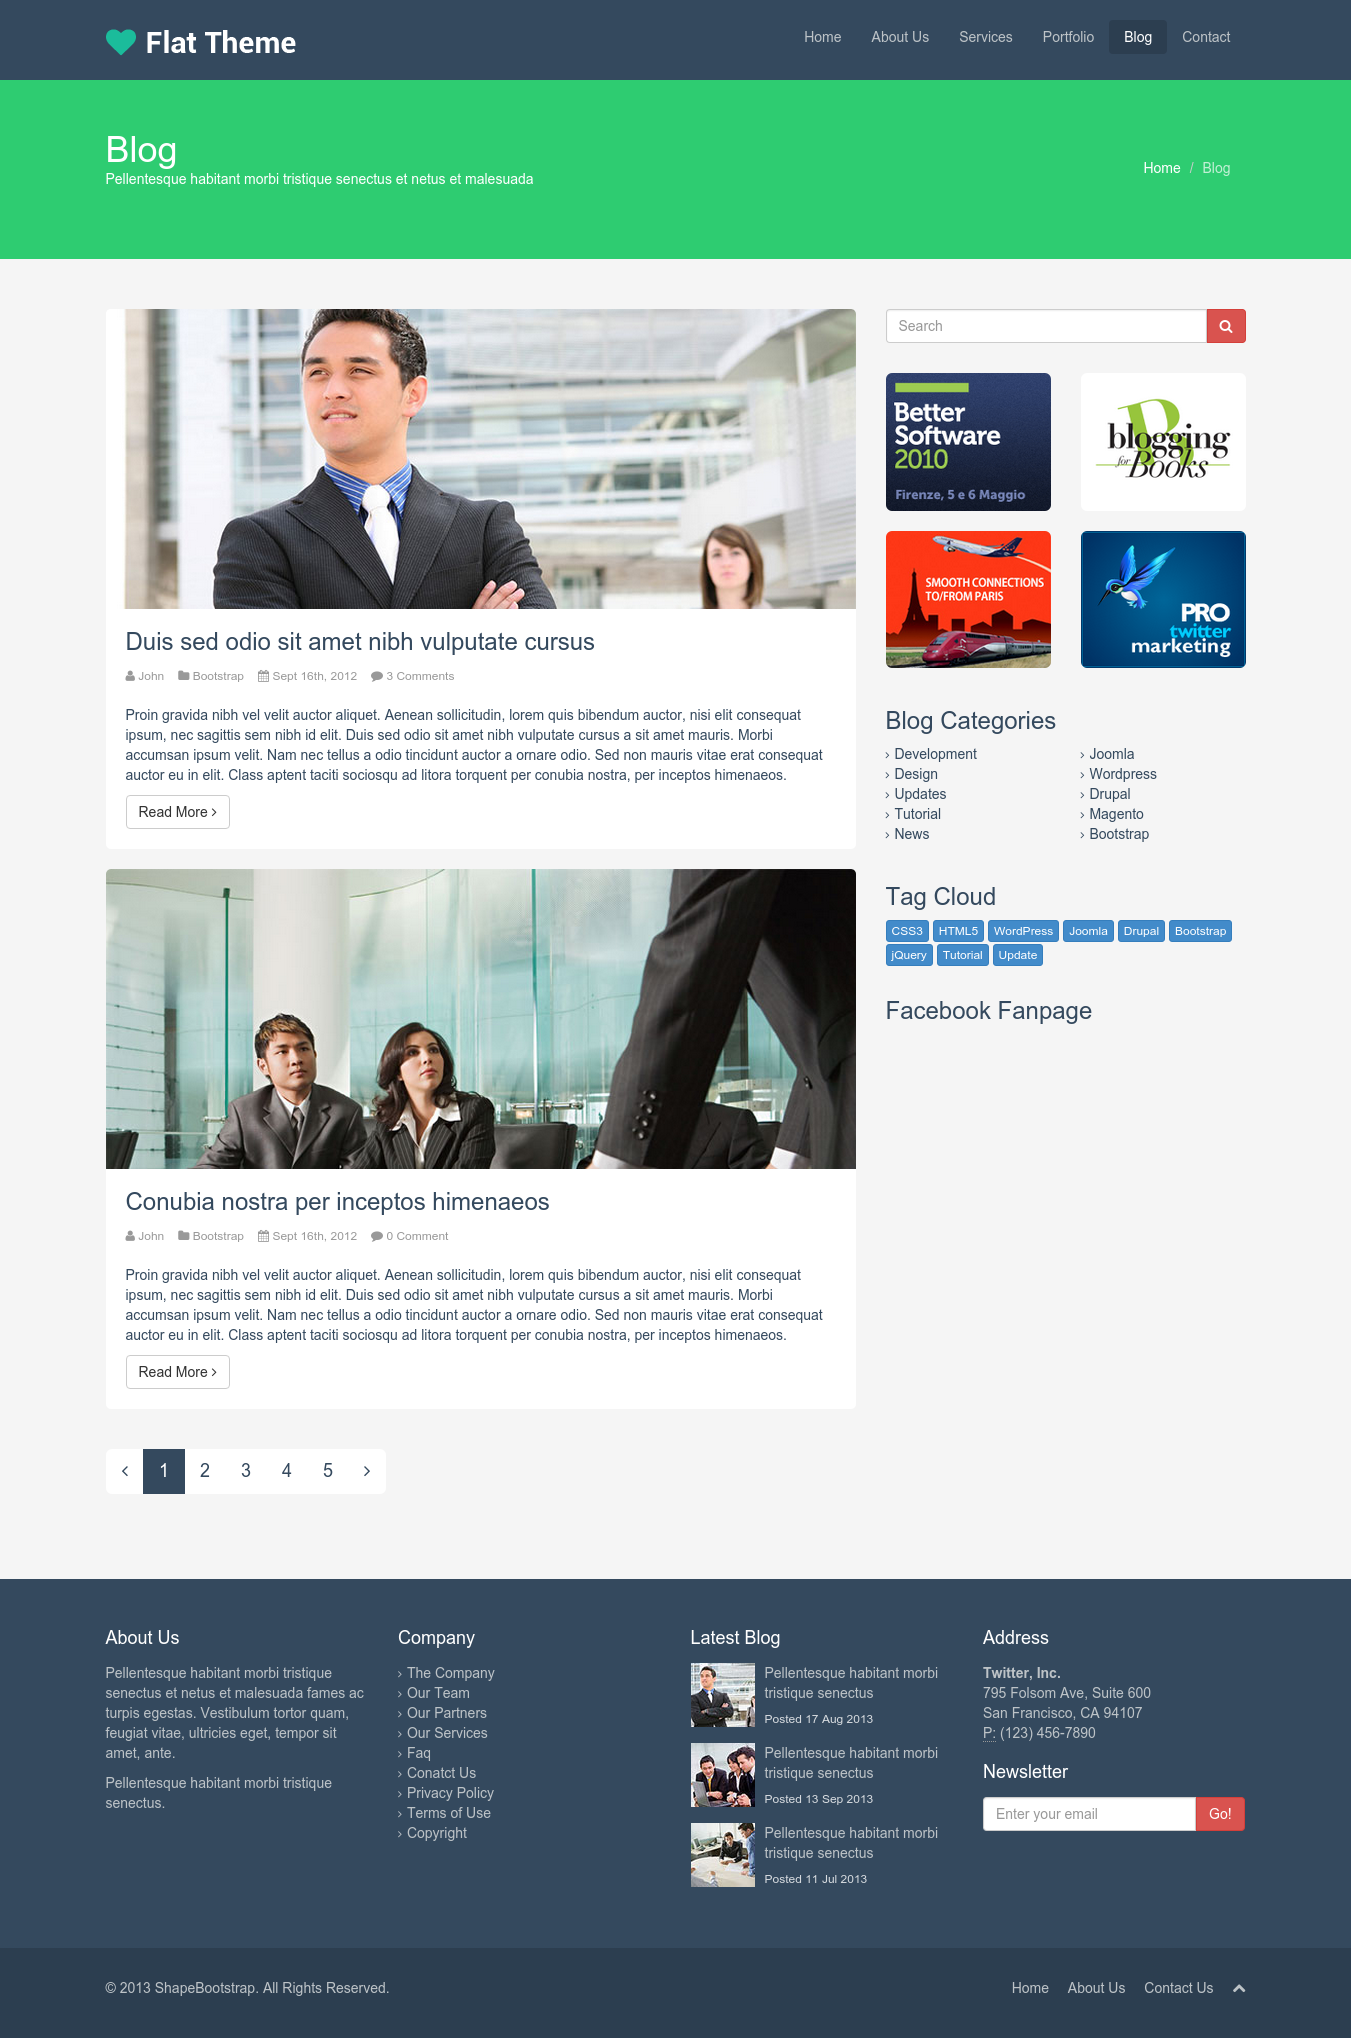 Flat Theme
Home About Us Services Portfolio Blog Contact
Blog
Pellentesque habitant morbi tristique senectus et netus et malesuada
Home / Blog
Duis sed odio sit amet nibh vulputate cursus
John Bootstrap Sept 16th, 2012 3 Comments
Proin gravida nibh vel velit auctor aliquet. Aenean sollicitudin, lorem quis bibendum auctor, nisi elit consequat
ipsum, nec sagittis sem nibh id elit. Duis sed odio sit amet nibh vulputate cursus a sit amet mauris. Morbi
accumsan ipsum velit. Nam nec tellus a odio tincidunt auctor a ornare odio. Sed non mauris vitae erat consequat
auctor eu in elit. Class aptent taciti sociosqu ad litora torquent per conubia nostra, per inceptos himenaeos.
Read More
Conubia nostra per inceptos himenaeos
John Bootstrap Sept 16th, 2012 0 Comment
Proin gravida nibh vel velit auctor aliquet. Aenean sollicitudin, lorem quis bibendum auctor, nisi elit consequat
ipsum, nec sagittis sem nibh id elit. Duis sed odio sit amet nibh vulputate cursus a sit amet mauris. Morbi
accumsan ipsum velit. Nam nec tellus a odio tincidunt auctor a ornare odio. Sed non mauris vitae erat consequat
auctor eu in elit. Class aptent taciti sociosqu ad litora torquent per conubia nostra, per inceptos himenaeos.
Read More
1 2 3 4 5
Search
Better
Software
2010
Firenze, 5 e 6 Maggio
B
blogging
for Books
SMOOTH CONNECTIONS
TO/FROM PARIS
PRO
twitter
marketing
Blog Categories
Development
Design
Updates
Tutorial
News
Joomla
Wordpress
Drupal
Magento
Bootstrap
Tag Cloud
CSS3 HTML5 WordPress Joomla Drupal Bootstrap
jQuery Tutorial Update
Facebook Fanpage
About Us
Pellentesque habitant morbi tristique
senectus et netus et malesuada fames ac
turpis egestas. Vestibulum tortor quam,
feugiat vitae, ultricies eget, tempor sit
amet, ante.
Pellentesque habitant morbi tristique
senectus.
Company
The Company
Our Team
Our Partners
Our Services
Faq
Conatct Us
Privacy Policy
Terms of Use
Copyright
Latest Blog
Pellentesque habitant morbi
tristique senectus
Posted 17 Aug 2013
Pellentesque habitant morbi
tristique senectus
Posted 13 Sep 2013
Pellentesque habitant morbi
tristique senectus
Posted 11 Jul 2013
Address
Twitter, Inc.
795 Folsom Ave, Suite 600
San Francisco, CA 94107
P: (123) 456-7890
Newsletter
Enter your email Go!
© 2013 ShapeBootstrap. All Rights Reserved.
Home About Us Contact Us